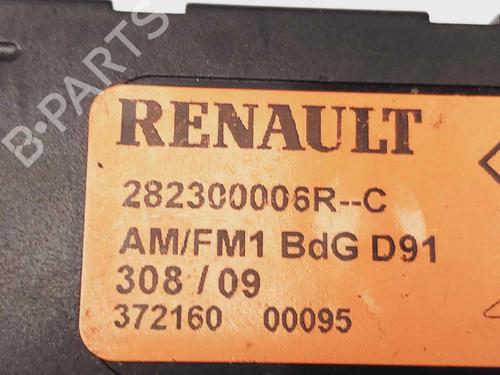 B-PARTS
RENAULT
282300006R--C
AM/FM1 BdG D91
308 / 09
372160 00095